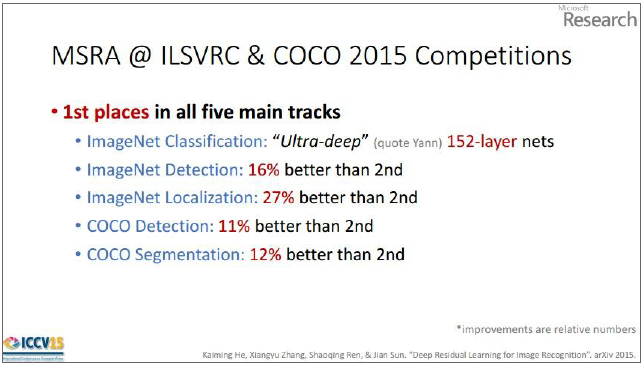 Microsoft
Research
MSRA @ ILSVRC & COCO 2015 Competitions
• 1st places in all five main tracks
• ImageNet Classification: “Ultra-deep” (quote Yann) 152-layer nets
• ImageNet Detection: 16% better than 2nd
• ImageNet Localization: 27% better than 2nd
• COCO Detection: 11% better than 2nd
• COCO Segmentation: 12% better than 2nd
*improvements are relative numbers
ICCV15
Kaiming He, Xiangyu Zhang, Shaoqing Ren, & Jian Sun. “Deep Residual Learning for Image Recognition”. arXiv 2015.